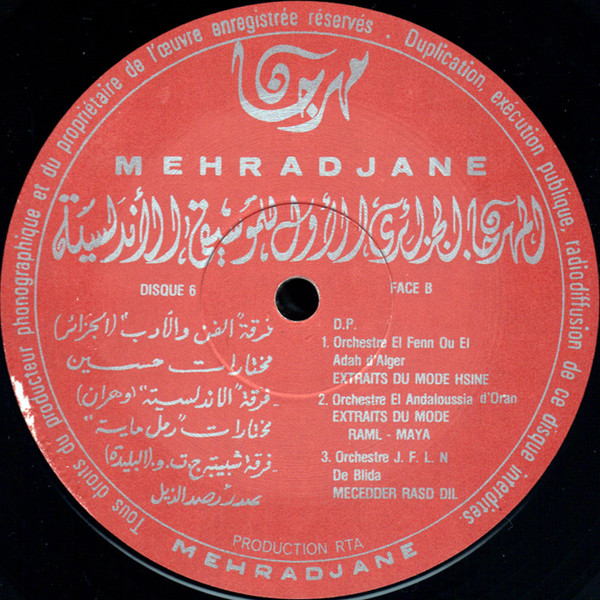 مهرجان
MEHRADJANE
المهرجان الجزائري الأول للموسيقى الأندلسية
DISQUE 6
FACE B
فرقة "الفن والأدب" (الجزائر)
مختارات حسين
فرقة "الاندلسية" (وهران)
مختارات "رمل ماية"
فرقة شبيبة ج.ت.و. (البليدة)
مصدر رصد الذيل
D.P.
1. Orchestre El Fenn Ou El
Adah d'Alger
EXTRAITS DU MODE HSINE
2. Orchestre El Andaloussia d'Oran
EXTRAITS DU MODE
RAML - MAYA
3. Orchestre J. F. L. N
De Blida
MECEDDER RASD DIL
PRODUCTION RTA
MEHRADJANE
Tous droits du producteur phonographique et du propriétaire de l'œuvre enregistrée réservés - Duplication, exécution publique, radiodiffusion de ce disque interdites.